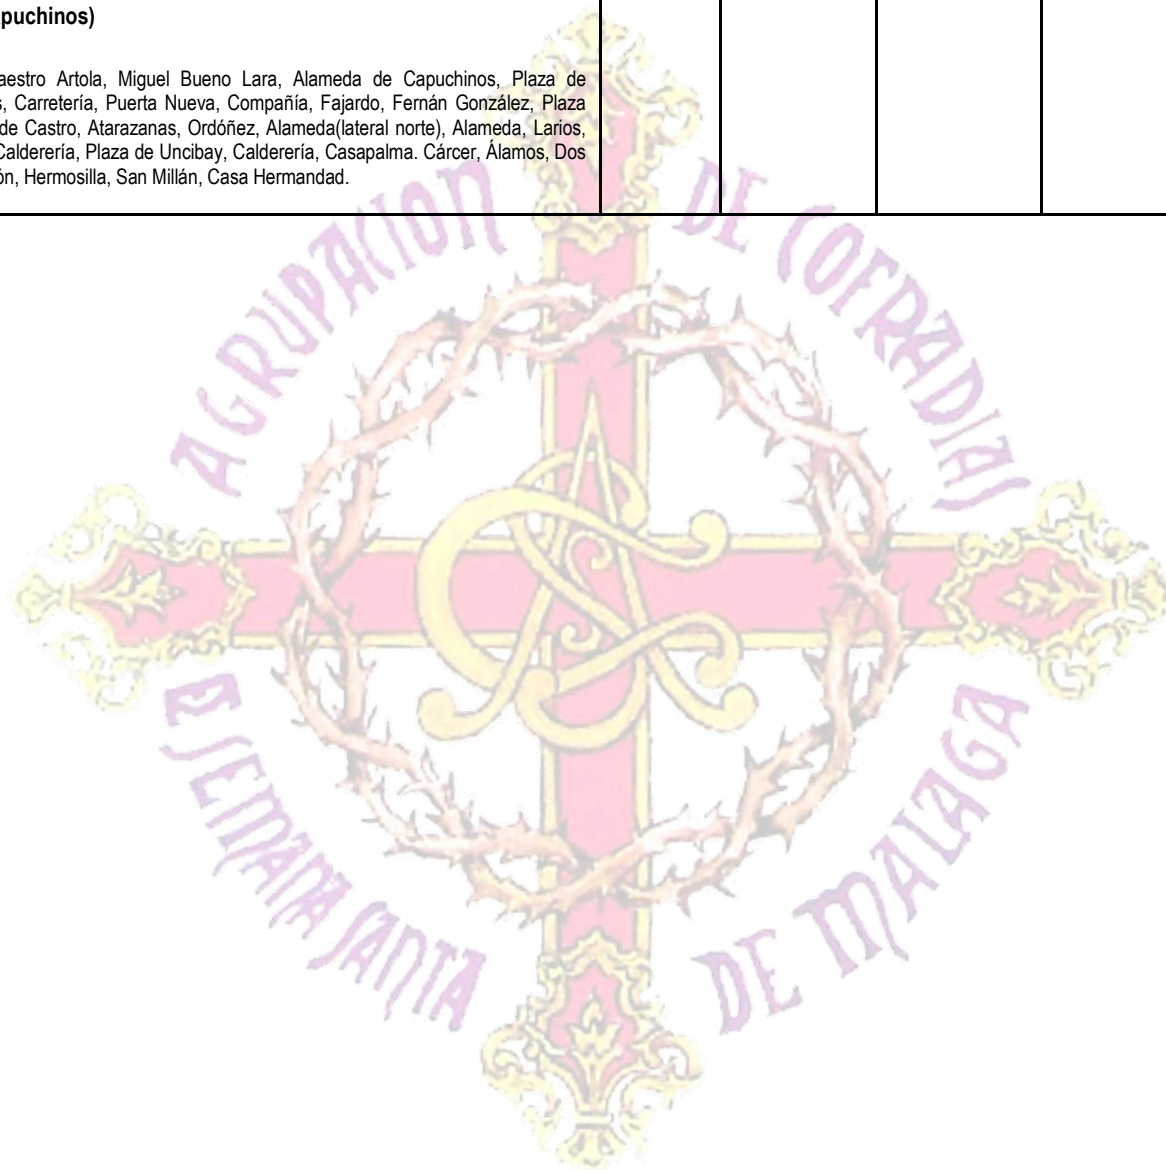 puchinos)
aestro Artola, Miguel Bueno Lara, Alameda de Capuchinos, Plaza de
s, Carretería, Puerta Nueva, Compañía, Fajardo, Fernán González, Plaza
de Castro, Atarazanas, Ordóñez, Alameda(lateral norte), Alameda, Larios,
Calderería, Plaza de Uncibay, Calderería, Casapalma. Cárcer, Álamos, Dos
ón, Hermosilla, San Millán, Casa Hermandad.
AGRUPACION DE COFRADIAS
E SEMANA SANTA DE MALAGA